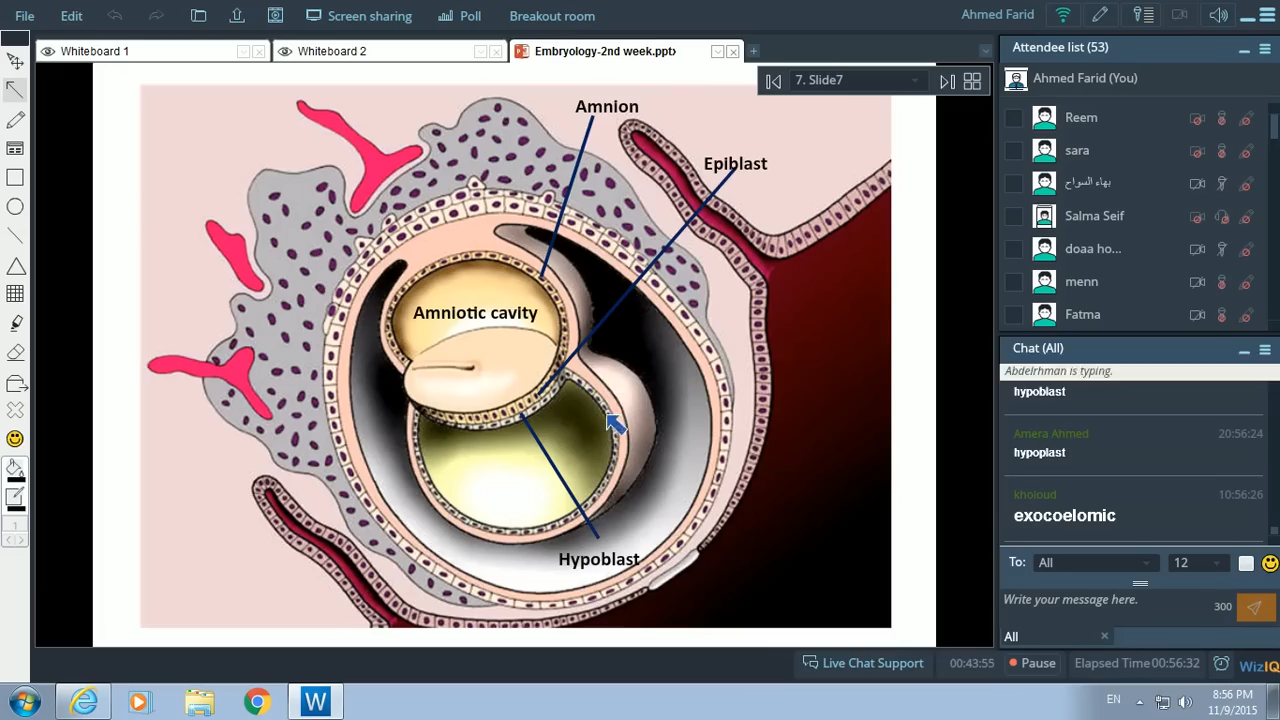 File Edit Screen sharing Poll Breakout room Ahmed Farid
Whiteboard 1 Whiteboard 2 Embryology-2nd week.ppt
7. Slide7
Amnion
Epiblast
Amniotic cavity
Hypoblast
Attendee list (53)
Ahmed Farid (You)
Reem
sara
بهاء السراح
Salma Seif
doaa ho...
menn
Fatma
Chat (All)
Abdelrhman is typing.
hypoblast
Amera Ahmed 20:56:24
hypoplast
kholoud 10:56:26
exocoelomic
To: All 12
Write your message here. 300
All
1
Live Chat Support 00:43:55 Pause Elapsed Time 00:56:32 WizIQ
W EN 8:56 PM
11/9/2015